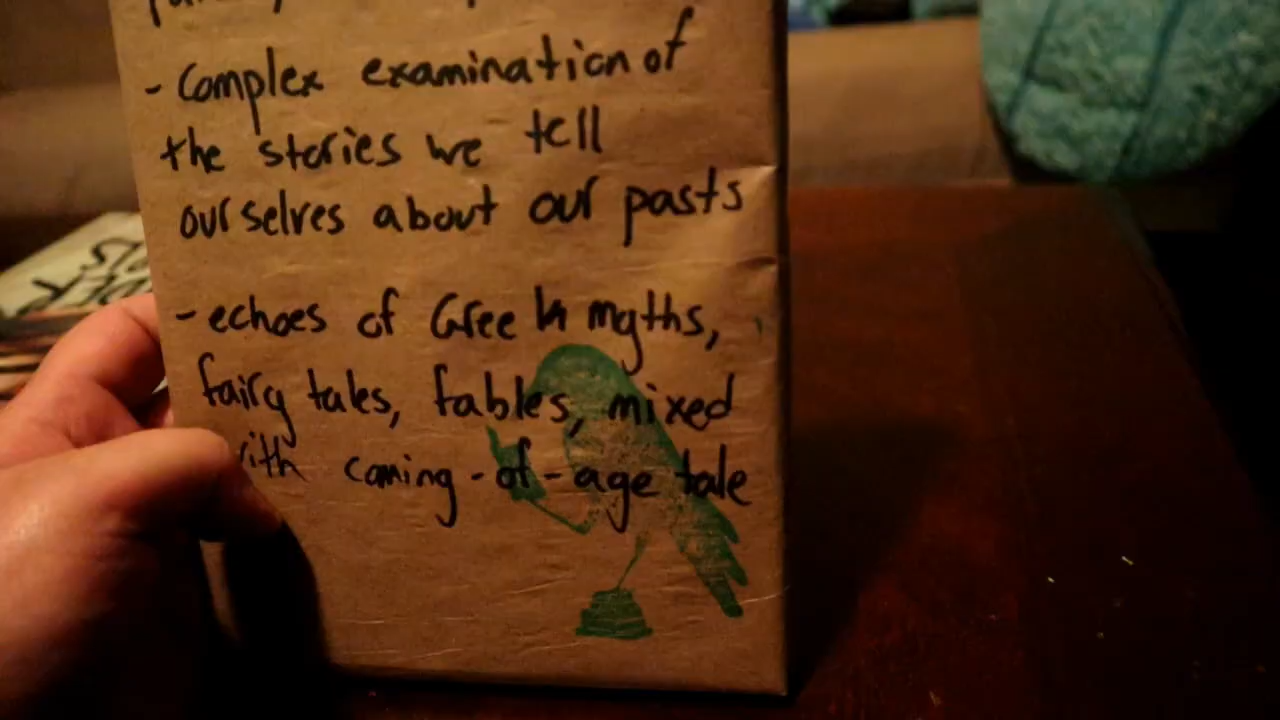 - Complex examination of
the stories we tell
ourselves about our pasts
- echoes of Greek myths,
fairy tales, fables, mixed
with coming-of-age tale